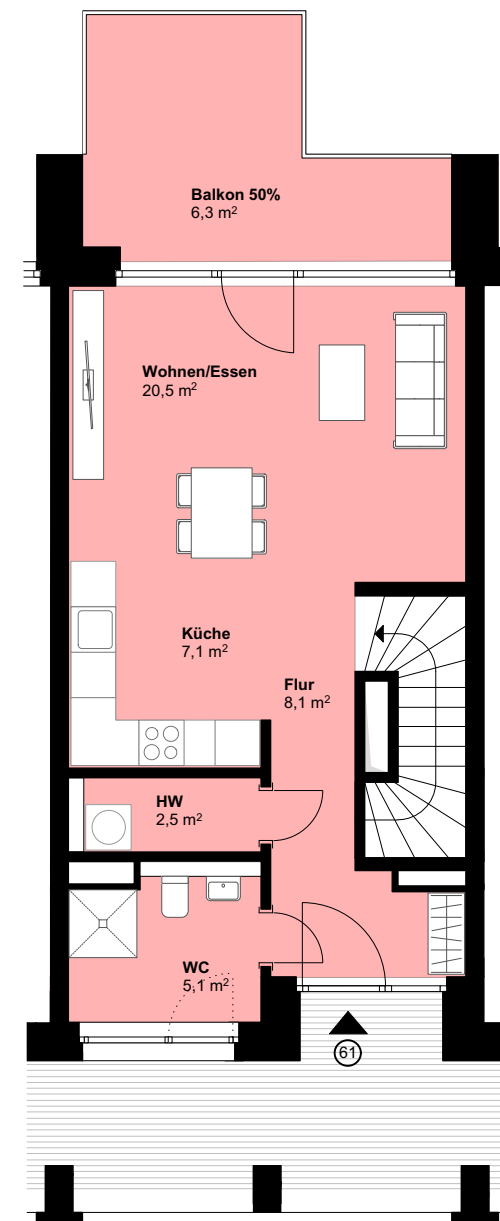 Balkon 50%
6,3 m²
Wohnen/Essen
20,5 m²
Küche
7,1 m²
Flur
8,1 m²
HW
2,5 m²
WC
5,1 m²
61